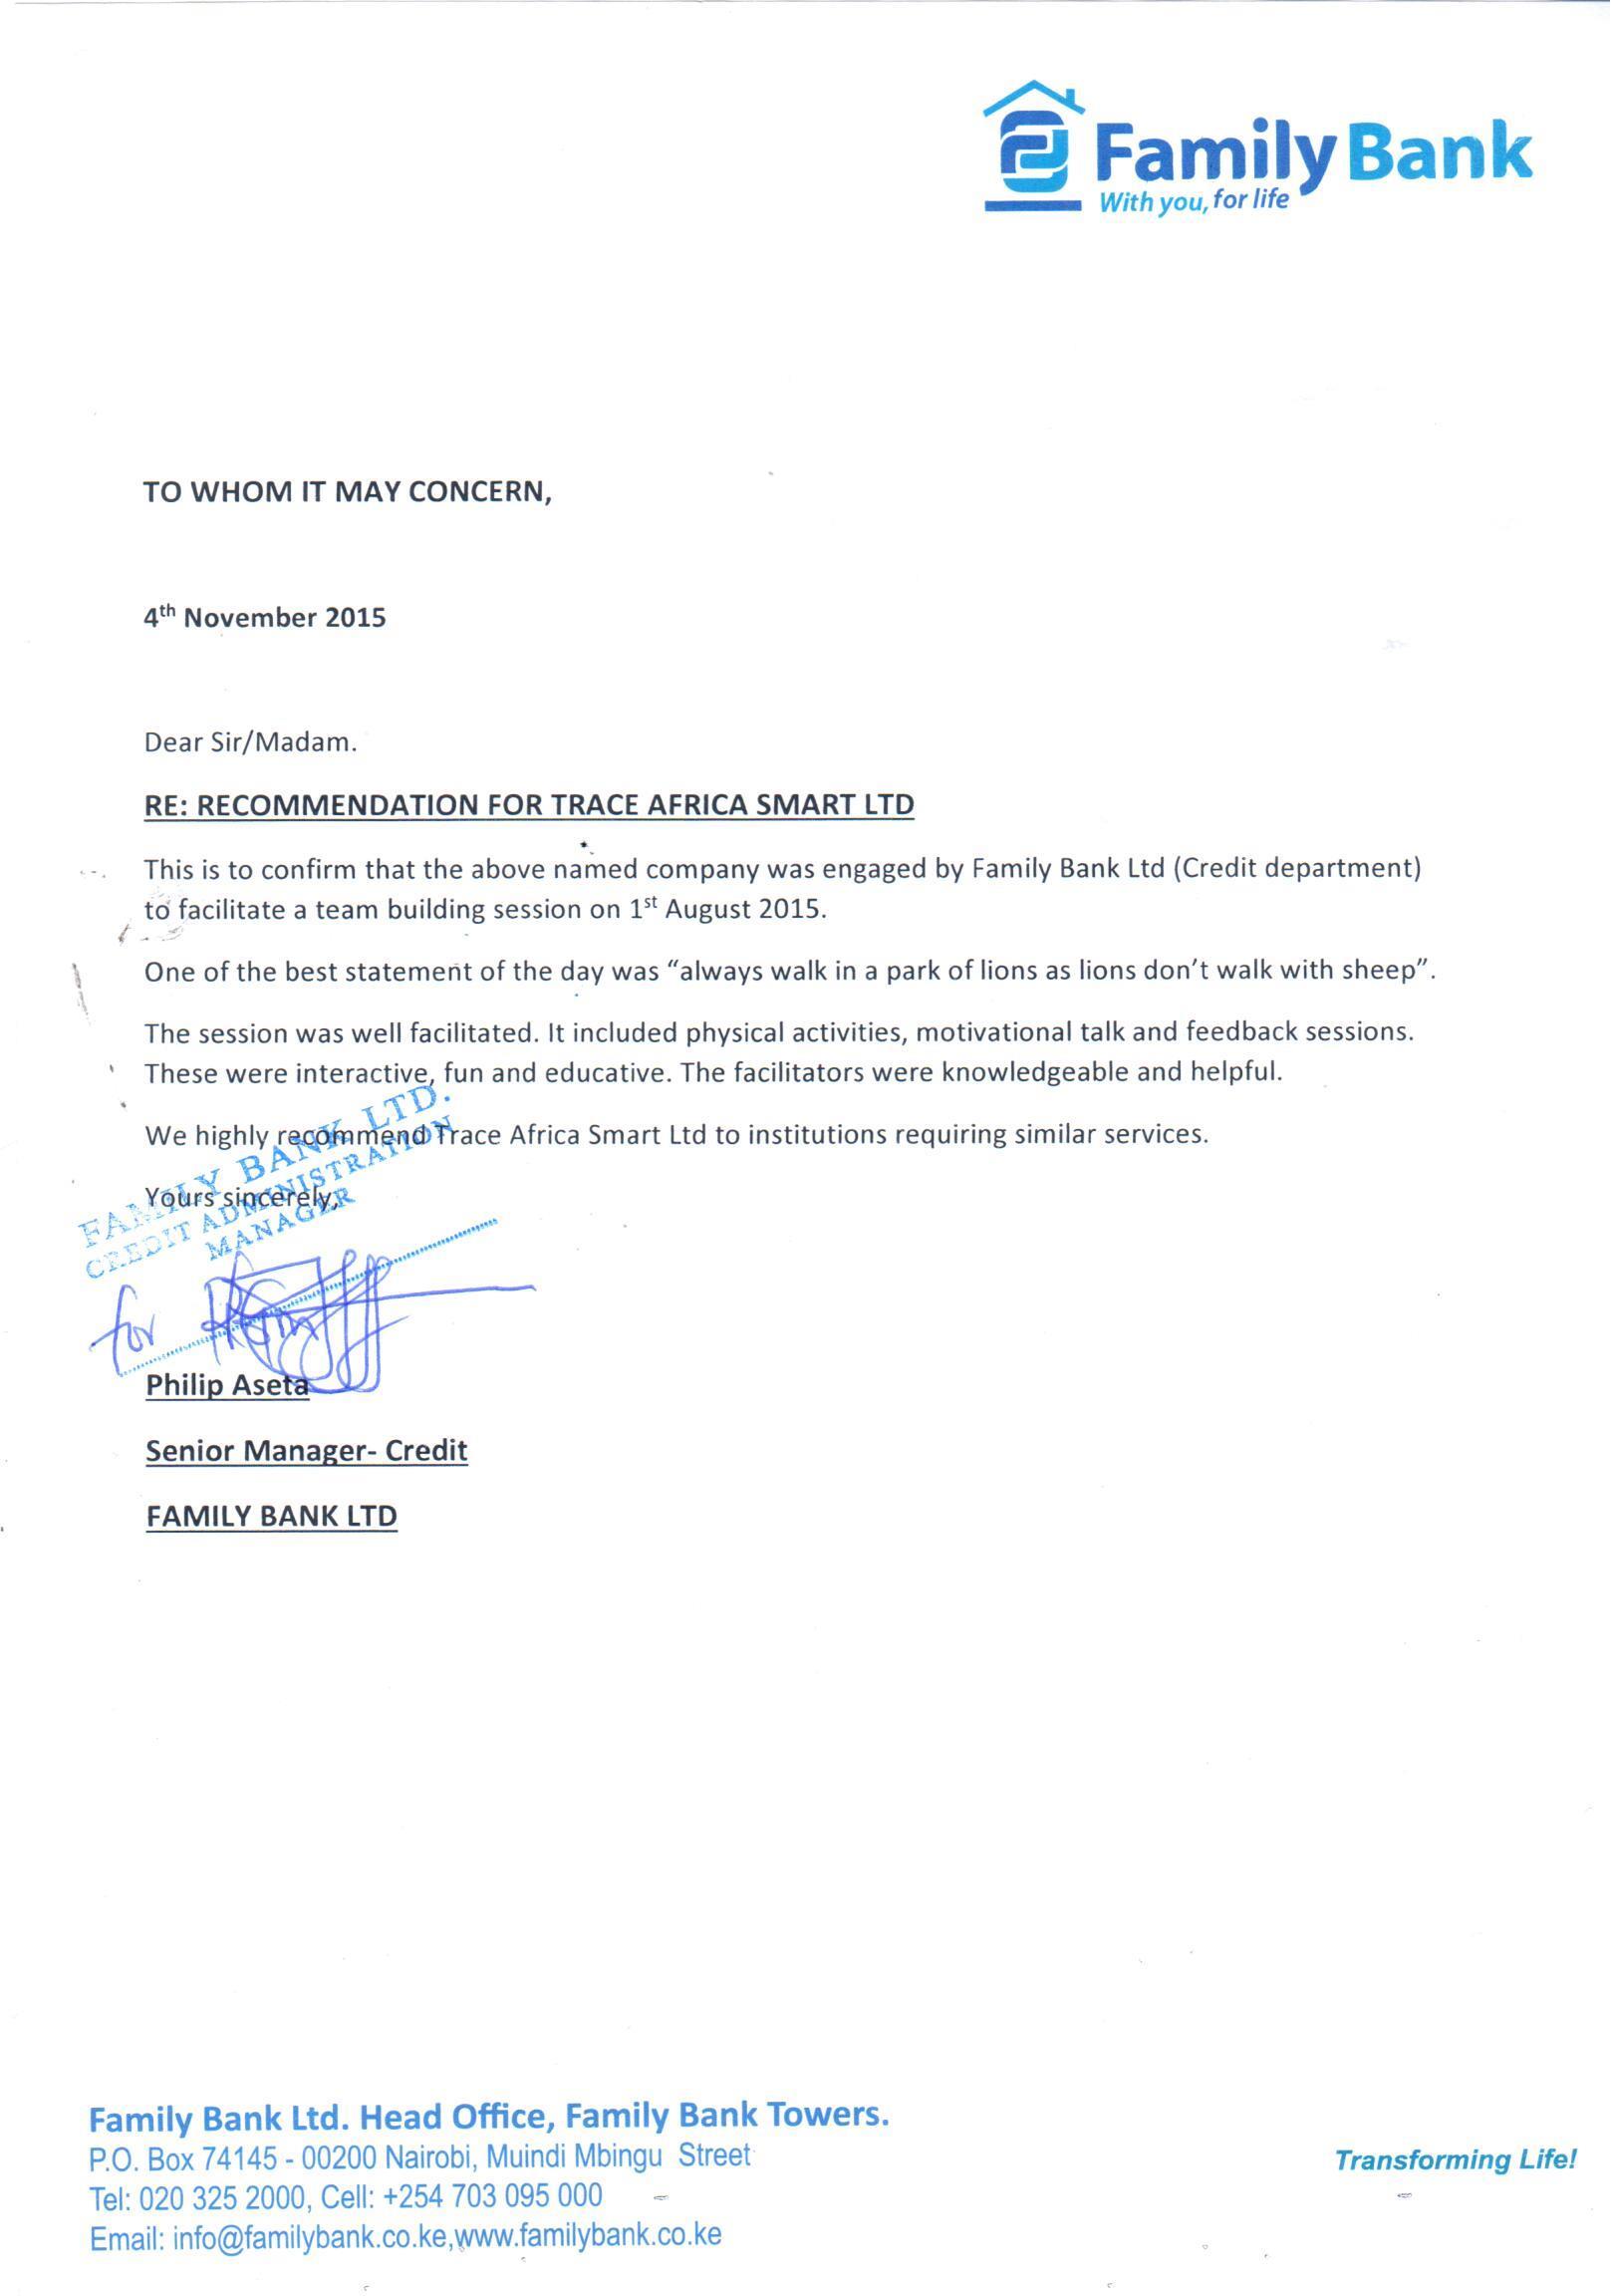 FamilyBank
With you, for life
TO WHOM IT MAY CONCERN,
4th November 2015
Dear Sir/Madam.
RE: RECOMMENDATION FOR TRACE AFRICA SMART LTD
This is to confirm that the above named company was engaged by Family Bank Ltd (Credit department)
to facilitate a team building session on 1st August 2015.
One of the best statement of the day was “always walk in a park of lions as lions don’t walk with sheep”.
The session was well facilitated. It included physical activities, motivational talk and feedback sessions.
These were interactive, fun and educative. The facilitators were knowledgeable and helpful.
We highly recommend Trace Africa Smart Ltd to institutions requiring similar services.
Yours sincerely,
FAMILY BANK LTD.
CREDIT ADMINISTRATION
MANAGER
for
Philip Aseta
Senior Manager- Credit
FAMILY BANK LTD
Family Bank Ltd. Head Office, Family Bank Towers.
P.O. Box 74145 - 00200 Nairobi, Muindi Mbingu Street
Tel: 020 325 2000, Cell: +254 703 095 000
Email: info@familybank.co.ke,www.familybank.co.ke
Transforming Life!